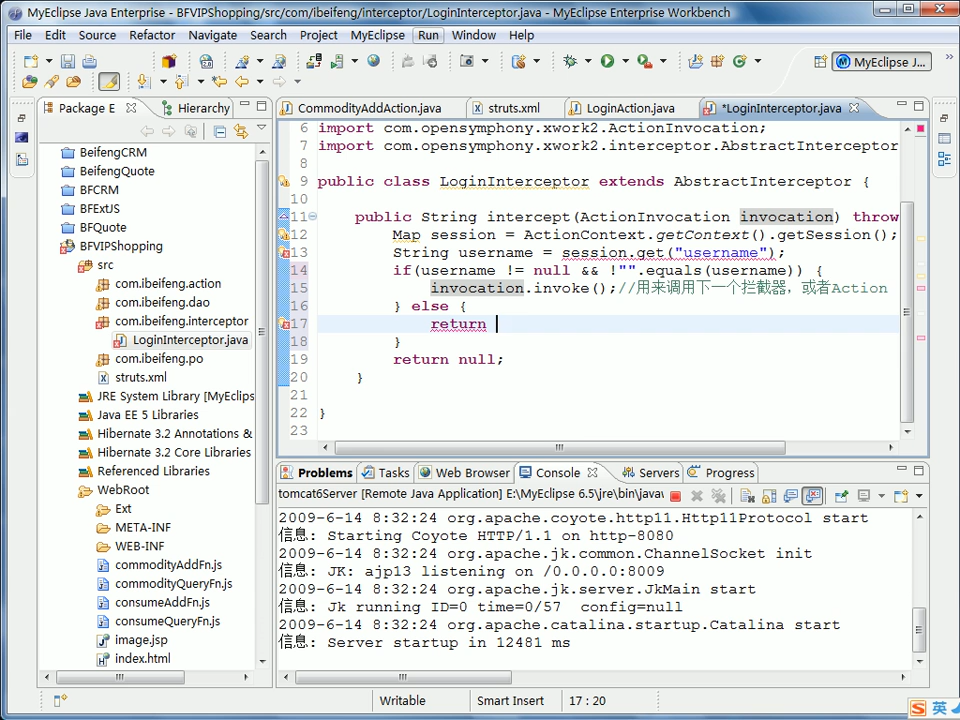 MyEclipse Java Enterprise - BFVIPShopping/src/com/ibeifeng/interceptor/LoginInterceptor.java - MyEclipse Enterprise Workbench
File Edit Source Refactor Navigate Search Project MyEclipse Run Window Help
MyEclipse J...
Package E Hierarchy
CommodityAddAction.java struts.xml LoginAction.java *LoginInterceptor.java
BeifengCRM
BeifengQuote
BFCRM
BFExtJS
BFQuote
BFVIPShopping
src
com.ibeifeng.action
com.ibeifeng.dao
com.ibeifeng.interceptor
LoginInterceptor.java
com.ibeifeng.po
struts.xml
JRE System Library [MyEclips
Java EE 5 Libraries
Hibernate 3.2 Annotations &
Hibernate 3.2 Core Libraries
Referenced Libraries
WebRoot
Ext
META-INF
WEB-INF
commodityAddFn.js
commodityQueryFn.js
consumeAddFn.js
consumeQueryFn.js
image.jsp
index.html
6 import com.opensymphony.xwork2.ActionInvocation;
7 import com.opensymphony.xwork2.interceptor.AbstractInterceptor
8
9 public class LoginInterceptor extends AbstractInterceptor {
10
11 public String intercept(ActionInvocation invocation) throw
12 Map session = ActionContext.getContext().getSession();
13 String username = session.get("username");
14 if(username != null && !"".equals(username)) {
15 invocation.invoke();//用来调用下一个拦截器，或者Action
16 } else {
17 return
18 }
19 return null;
20 }
21
22 }
23
Problems Tasks Web Browser Console Servers Progress
tomcat6Server [Remote Java Application] E:\MyEclipse 6.5\jre\bin\javaw
2009-6-14 8:32:24 org.apache.coyote.http11.Http11Protocol start
信息: Starting Coyote HTTP/1.1 on http-8080
2009-6-14 8:32:24 org.apache.jk.common.ChannelSocket init
信息: JK: ajp13 listening on /0.0.0.0:8009
2009-6-14 8:32:24 org.apache.jk.server.JkMain start
信息: Jk running ID=0 time=0/57  config=null
2009-6-14 8:32:24 org.apache.catalina.startup.Catalina start
信息: Server startup in 12481 ms
Writable Smart Insert 17 : 20
S 英